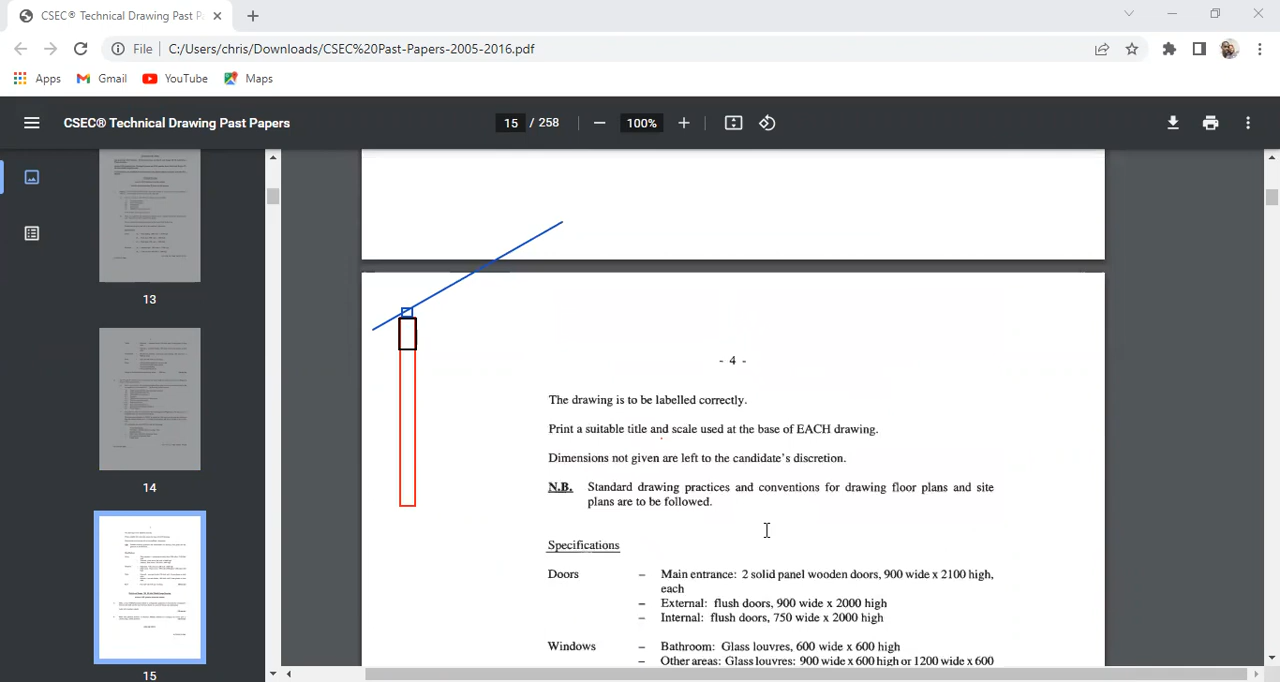 CSEC® Technical Drawing Past P
File
C:/Users/chris/Downloads/CSEC%20Past-Papers-2005-2016.pdf
Apps
Gmail
YouTube
Maps
CSEC® Technical Drawing Past Papers
15 / 258
100%
13
14
15
- 4 -
The drawing is to be labelled correctly.
Print a suitable title and scale used at the base of EACH drawing.
Dimensions not given are left to the candidate's discretion.
N.B. Standard drawing practices and conventions for drawing floor plans and site
plans are to be followed.
Specifications
Doors – Main entrance: 2 solid panel wooden doors, 900 wide x 2100 high,
each
– External: flush doors, 900 wide x 2000 high
– Internal: flush doors, 750 wide x 2000 high
Windows – Bathroom: Glass louvres, 600 wide x 600 high
– Other areas: Glass louvres: 900 wide x 600 high or 1200 wide x 600